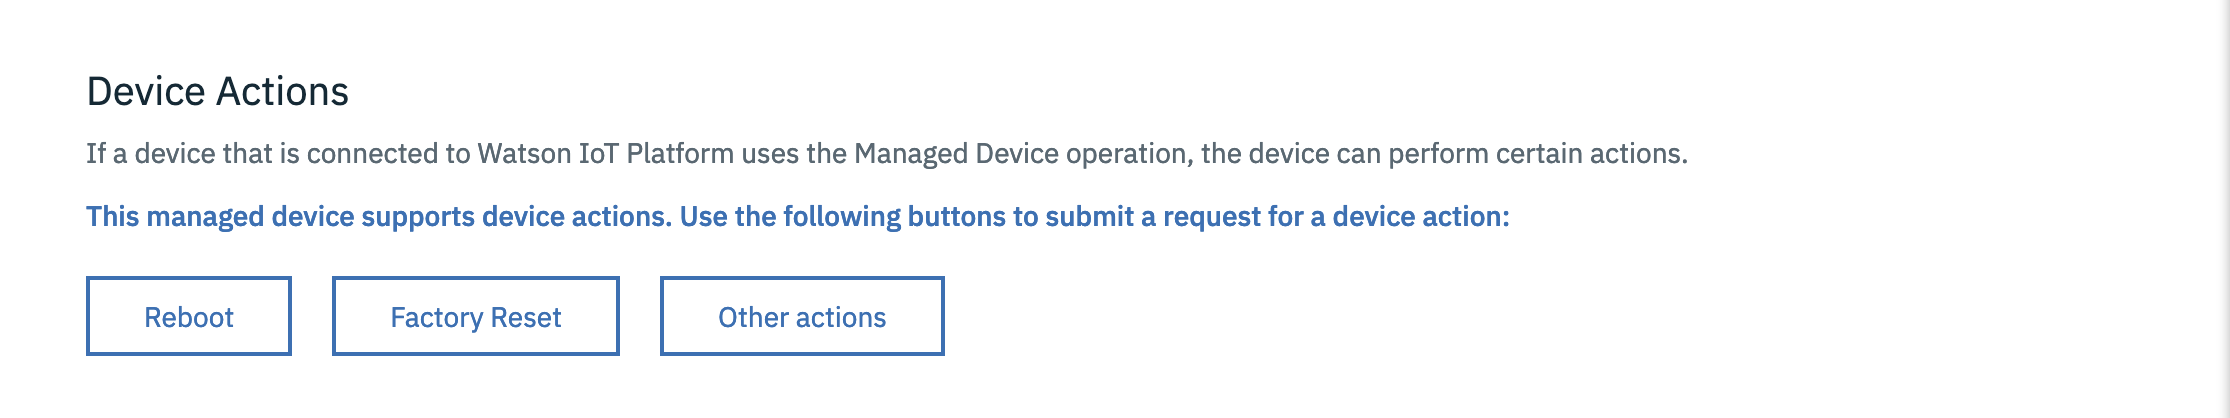 Device Actions
If a device that is connected to Watson IoT Platform uses the Managed Device operation, the device can perform certain actions.
This managed device supports device actions. Use the following buttons to submit a request for a device action:
Reboot
Factory Reset
Other actions